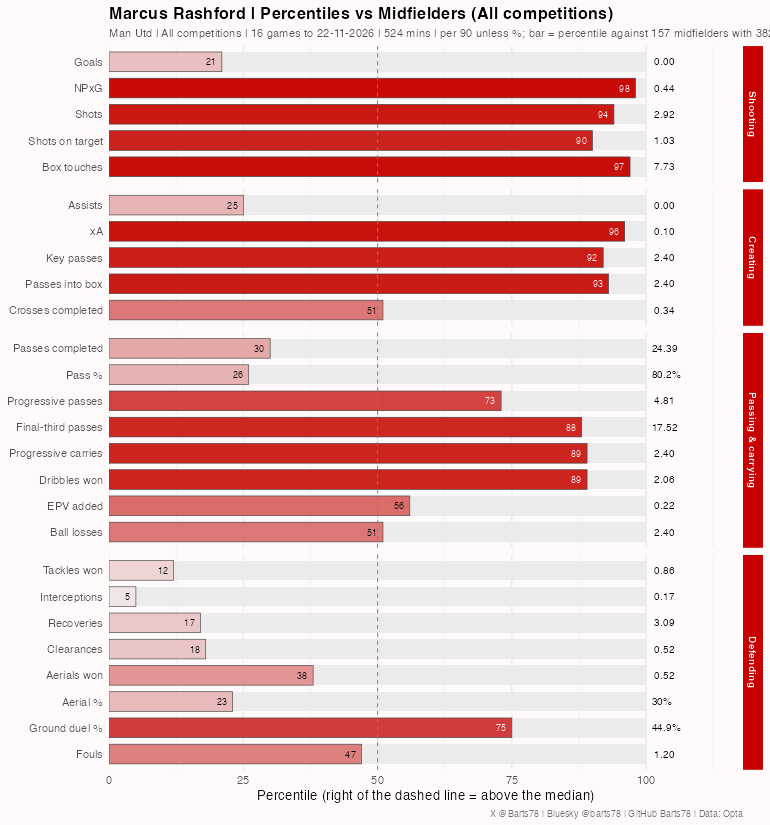 Marcus Rashford | Percentiles vs Midfielders (All competitions)
Man Utd | All competitions | 16 games to 22-11-2026 | 524 mins | per 90 unless %; bar = percentile against 157 midfielders with 382
Goals 21 0.00
NPxG 98 0.44
Shots 94 2.92
Shots on target 90 1.03
Box touches 97 7.73
Shooting
Assists 25 0.00
xA 96 0.10
Key passes 92 2.40
Passes into box 93 2.40
Crosses completed 51 0.34
Creating
Passes completed 30 24.39
Pass % 26 80.2%
Progressive passes 73 4.81
Final-third passes 88 17.52
Progressive carries 89 2.40
Dribbles won 89 2.06
EPV added 56 0.22
Ball losses 51 2.40
Passing & carrying
Tackles won 12 0.86
Interceptions 5 0.17
Recoveries 17 3.09
Clearances 18 0.52
Aerials won 38 0.52
Aerial % 23 30%
Ground duel % 75 44.9%
Fouls 47 1.20
Defending
0 25 50 75 100
Percentile (right of the dashed line = above the median)
X @Barts78 | Bluesky @barts78 | GitHub Barts78 | Data: Opta